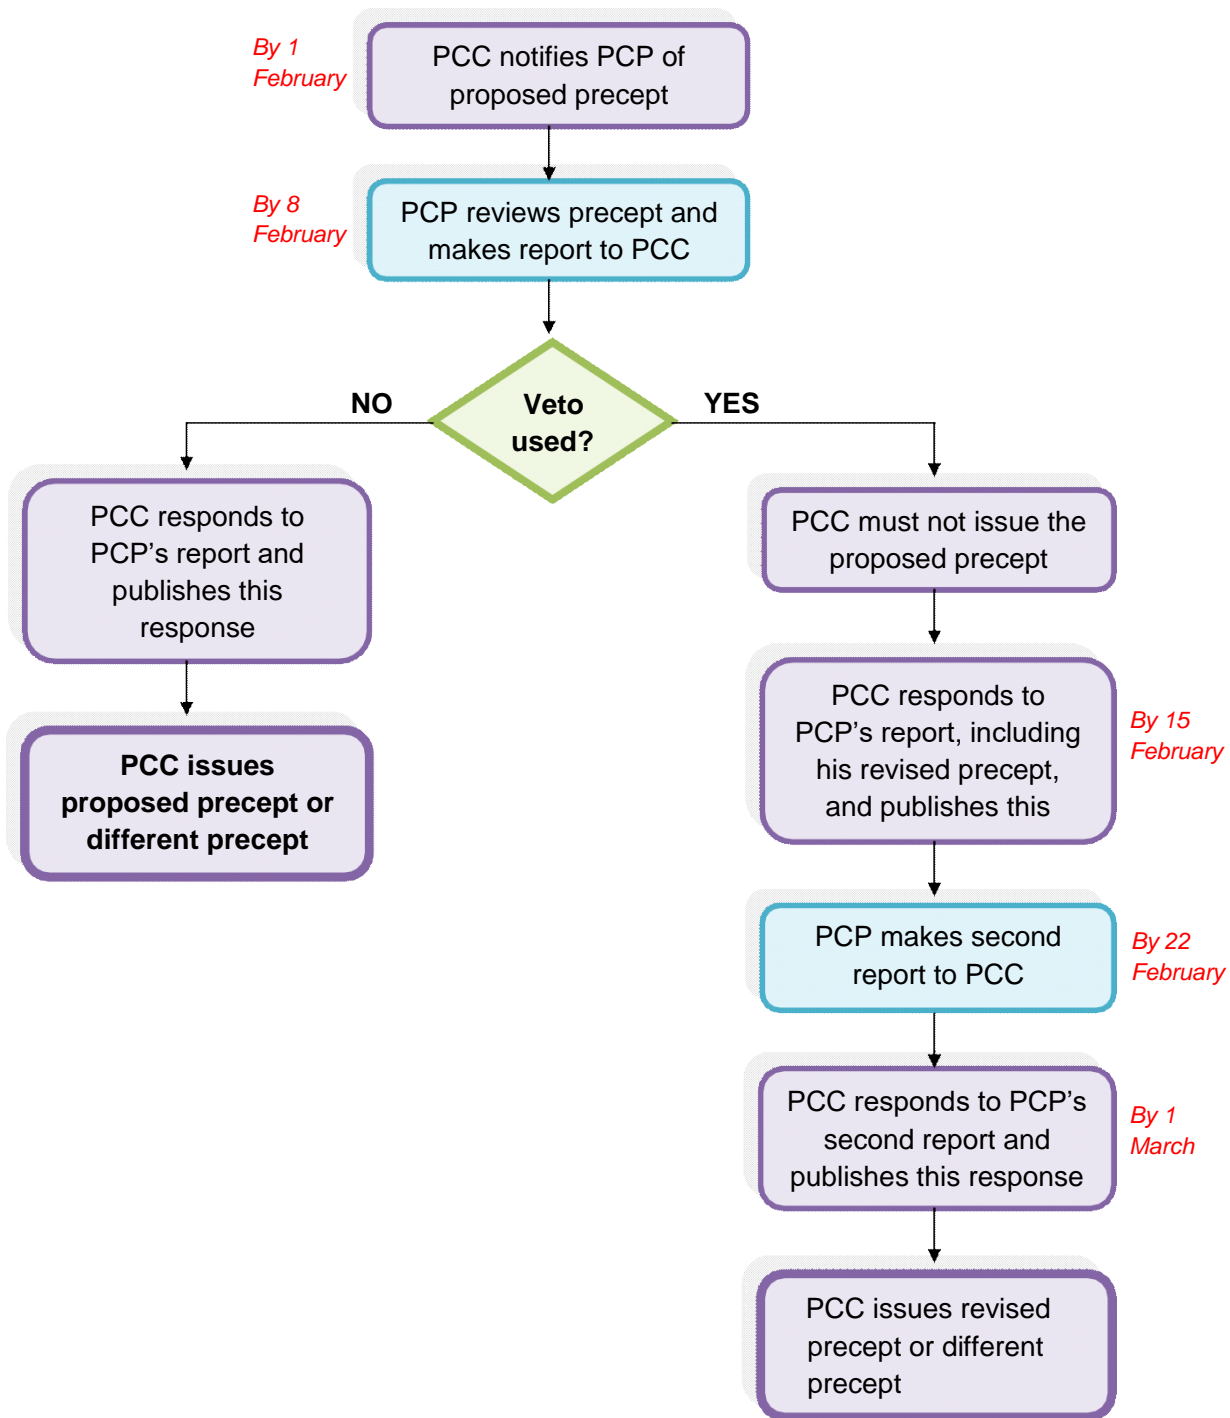 By 1
February
PCC notifies PCP of
proposed precept
By 8
February
PCP reviews precept and
makes report to PCC
NO
Veto
used?
YES
PCC responds to
PCP’s report and
publishes this
response
PCC issues
proposed precept or
different precept
PCC must not issue the
proposed precept
PCC responds to
PCP’s report, including
his revised precept,
and publishes this
By 15
February
PCP makes second
report to PCC
By 22
February
PCC responds to PCP’s
second report and
publishes this response
By 1
March
PCC issues revised
precept or different
precept